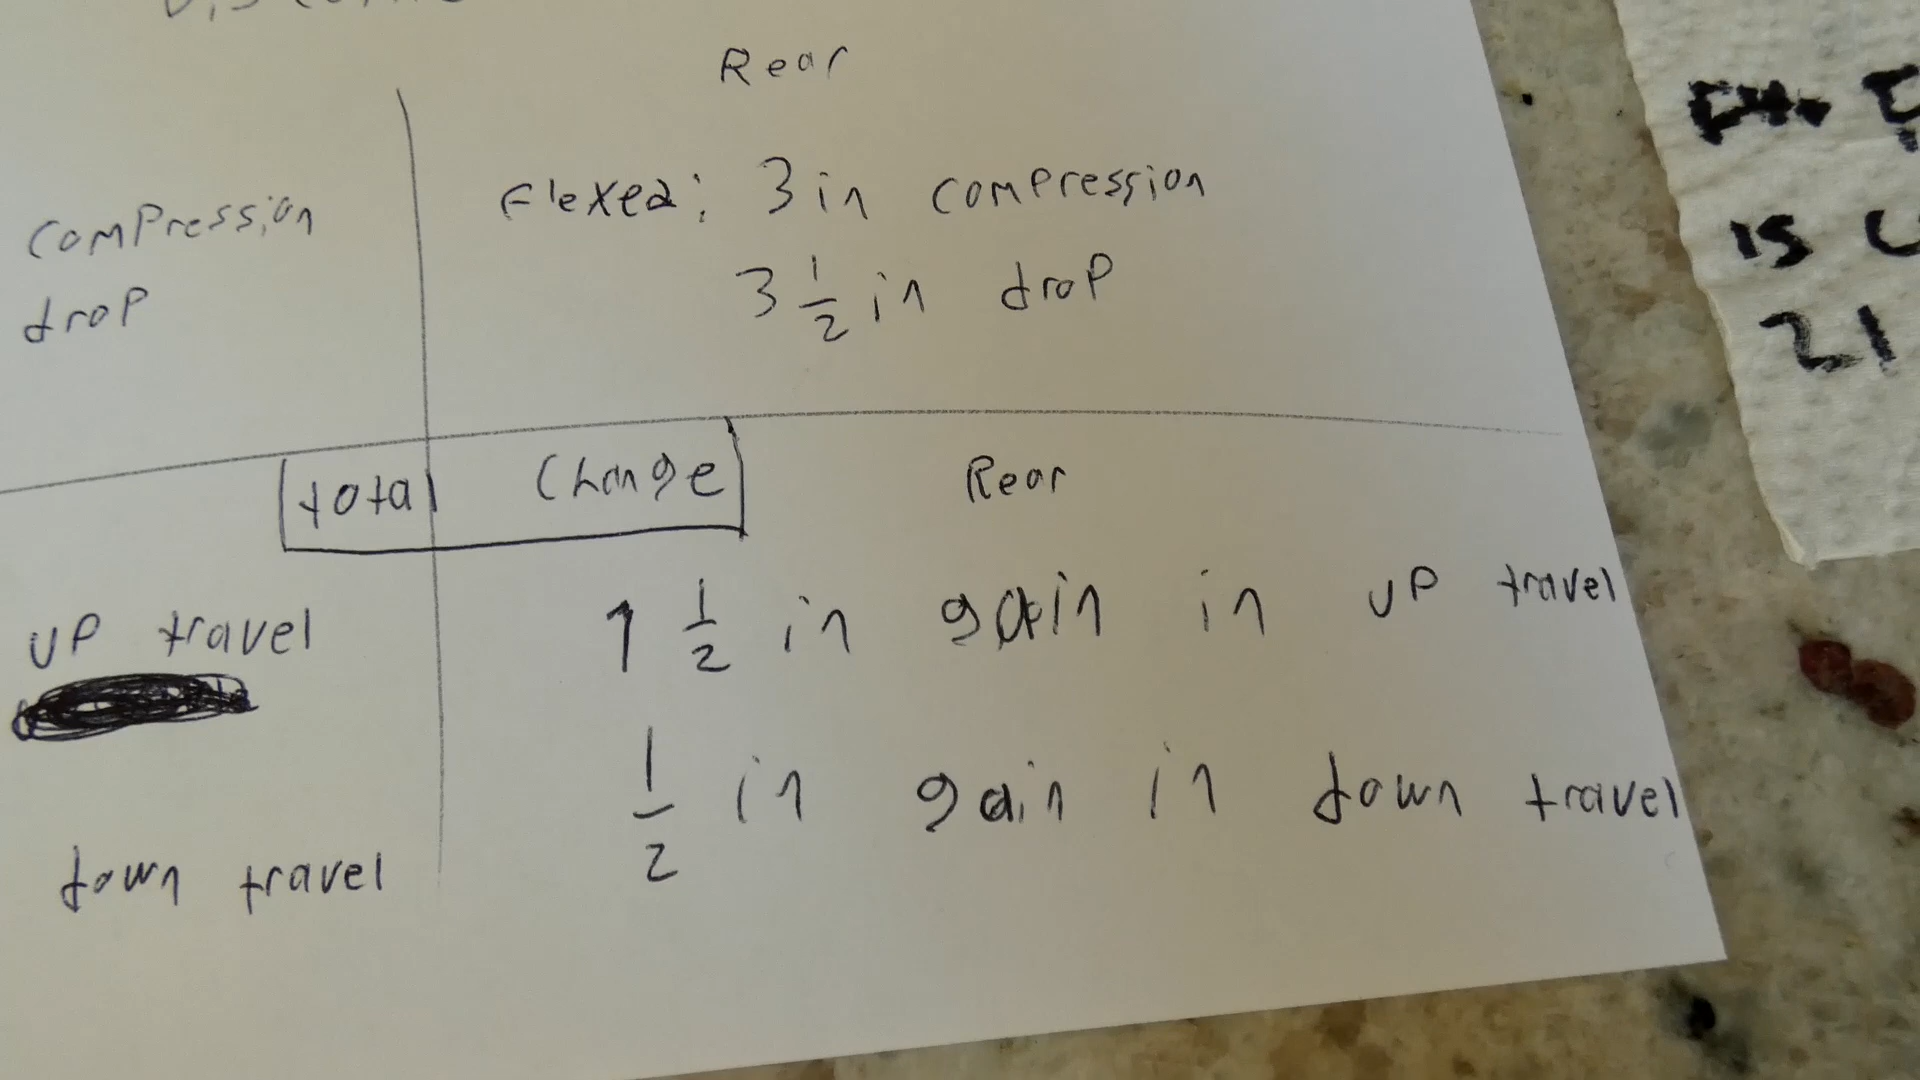 Rear
compression
drop
Flexed: 3 in compression
3 1/2 in drop
total change
Rear
up travel
1 1/2 in gain in up travel
down travel
1/2 in gain in down travel
is
21